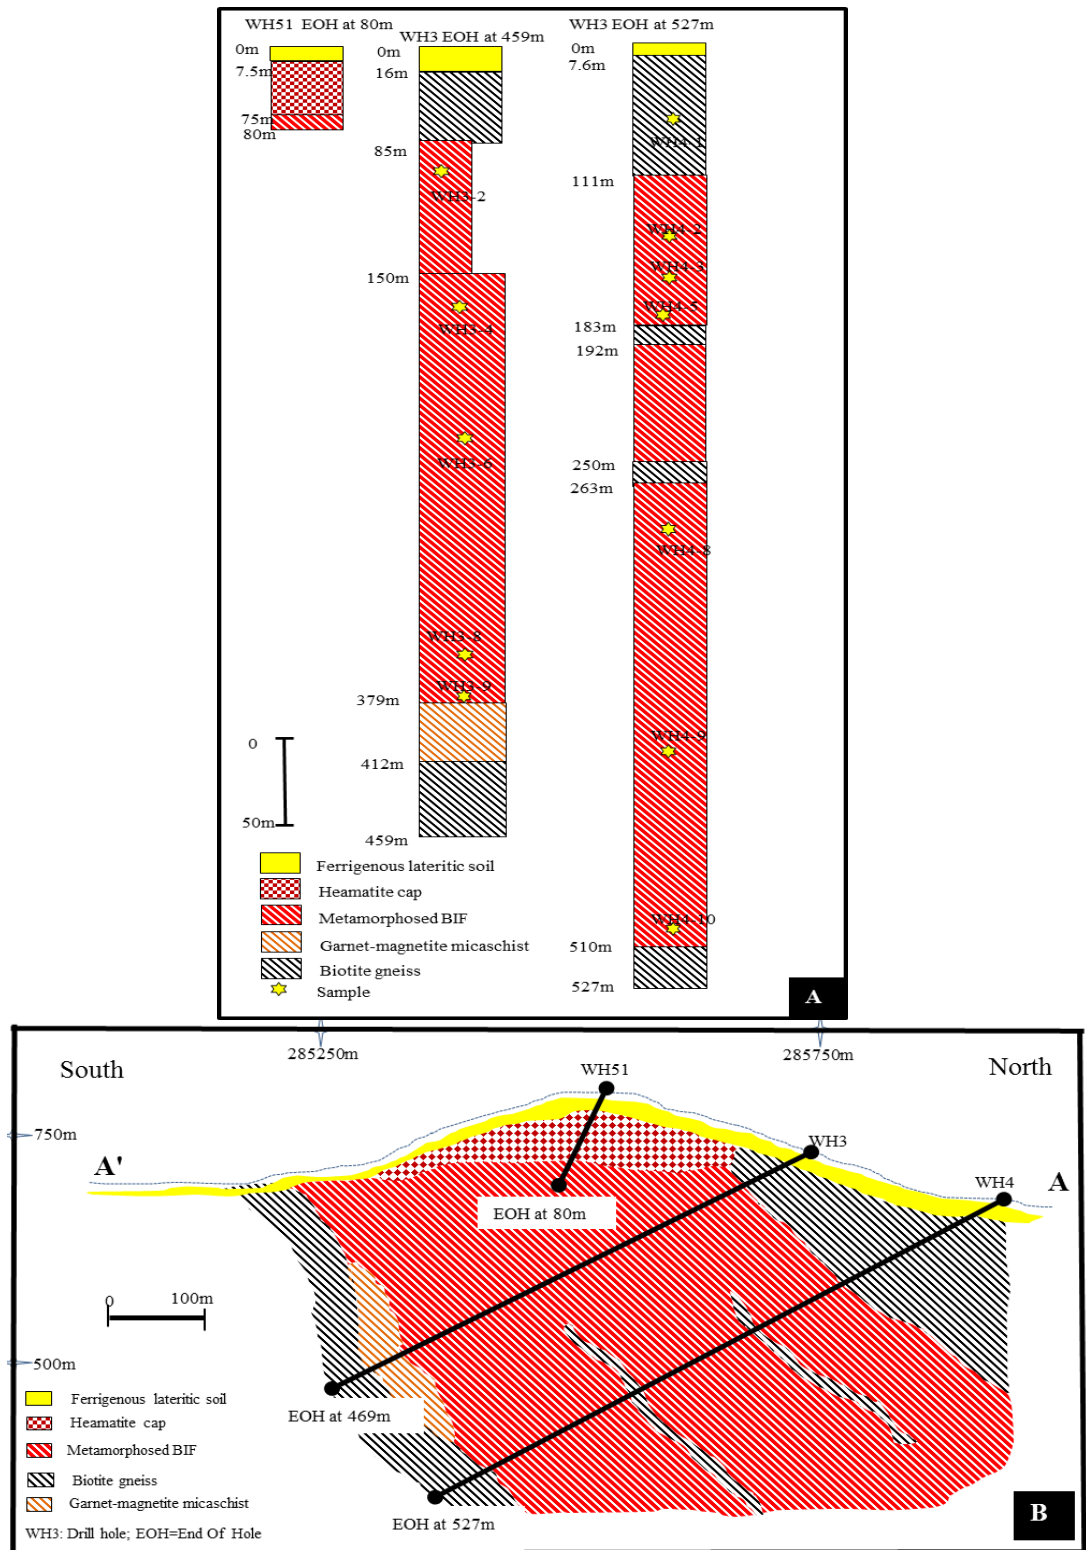 WH51 EOH at 80m
WH3 EOH at 459m
WH3 EOH at 527m
0m
7.5m
75m
80m
0m
16m
85m
WH3-2
150m
WH3-4
WH3-6
WH3-8
WH3-9
379m
412m
459m
0m
7.6m
WH4-1
111m
WH4-2
WH4-3
WH4-5
183m
192m
250m
263m
WH4-8
WH4-9
WH4-10
510m
527m
0
50m
Ferrigenous lateritic soil
Heamatite cap
Metamorphosed BIF
Garnet-magnetite micaschist
Biotite gneiss
Sample
A
285250m
285750m
South
North
WH51
750m
WH3
A'
WH4
A
EOH at 80m
0
100m
500m
EOH at 469m
EOH at 527m
Ferrigenous lateritic soil
Heamatite cap
Metamorphosed BIF
Biotite gneiss
Garnet-magnetite micaschist
WH3: Drill hole; EOH=End Of Hole
B